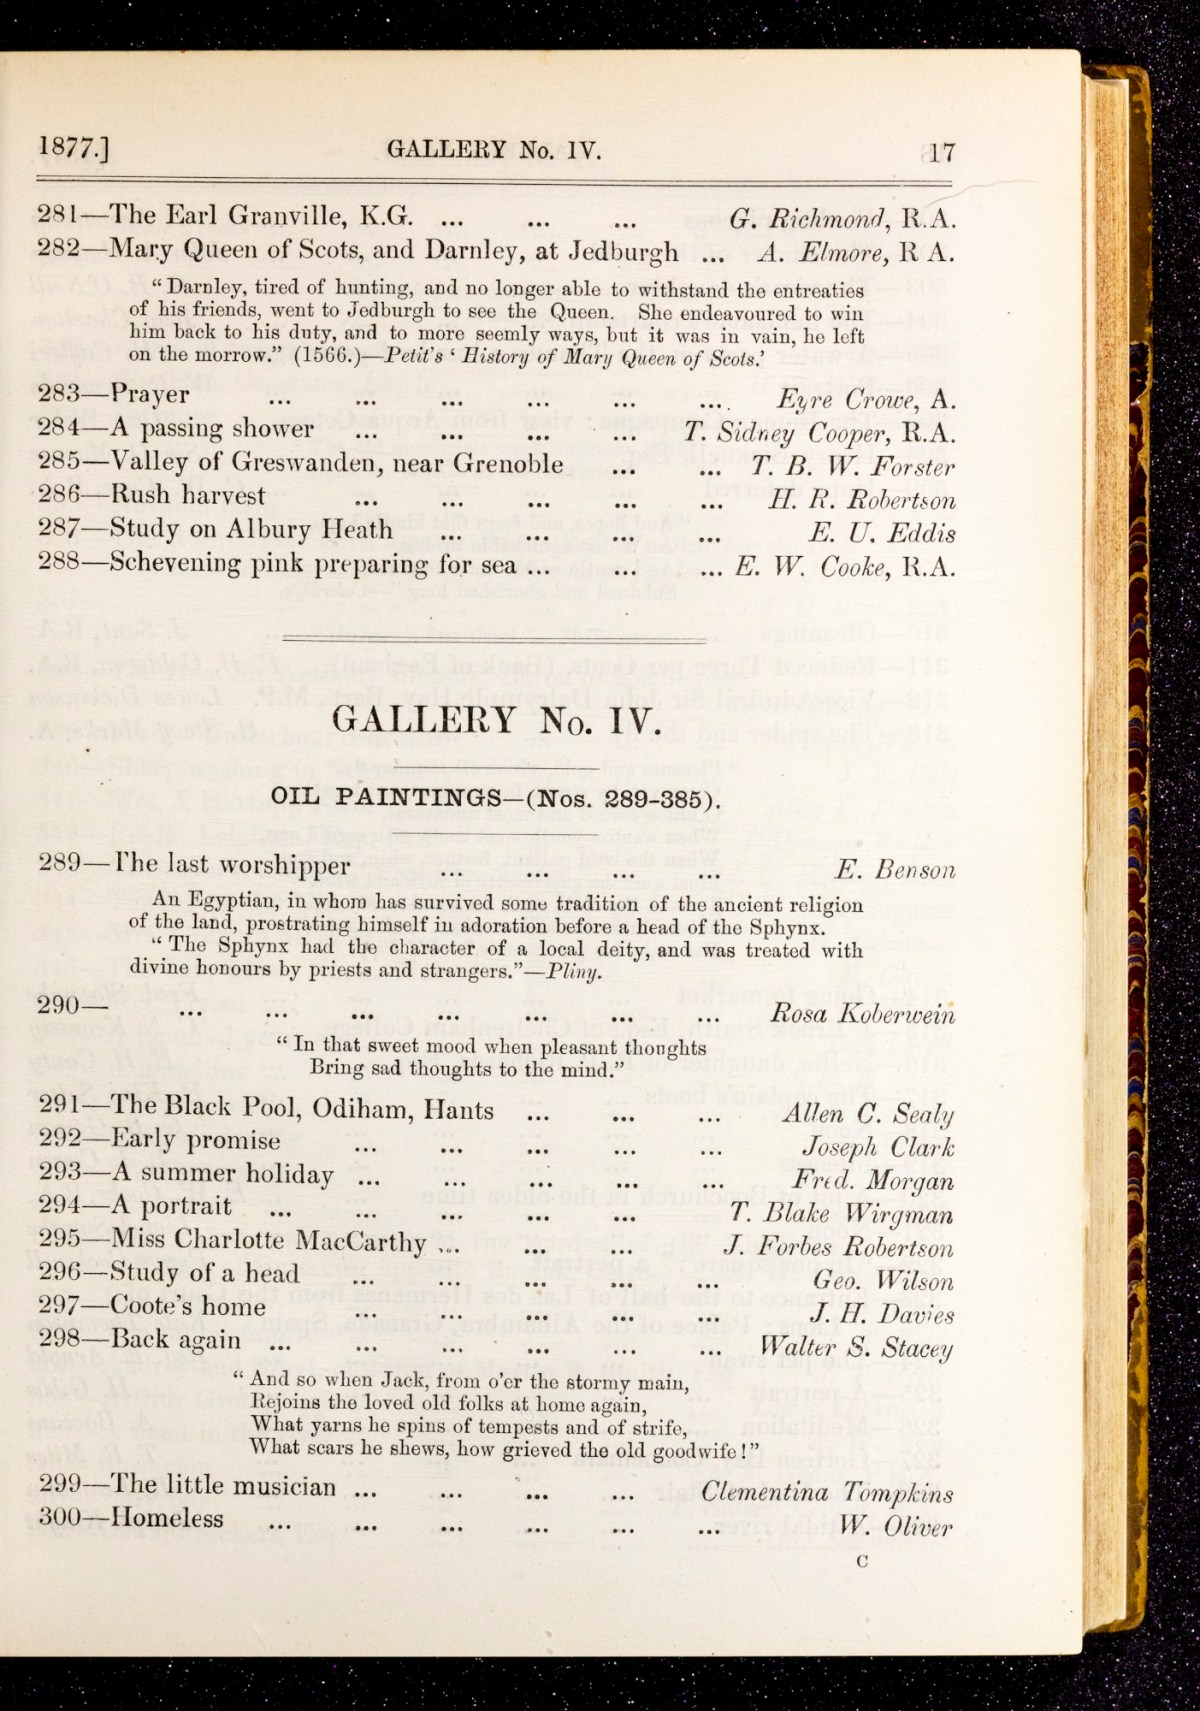 1877.] GALLERY No. IV. 17
281—The Earl Granville, K.G. ... ... ... G. Richmond, R.A.
282—Mary Queen of Scots, and Darnley, at Jedburgh ... A. Elmore, R A.
“ Darnley, tired of hunting, and no longer able to withstand the entreaties
of his friends, went to Jedburgh to see the Queen. She endeavoured to win
him back to his duty, and to more seemly ways, but it was in vain, he left
on the morrow.” (1566.)—Petit's ‘ History of Mary Queen of Scots.’
283—Prayer ... ... ... ... ... ... Eyre Crowe, A.
284—A passing shower ... ... ... ... T. Sidney Cooper, R.A.
285—Valley of Greswanden, near Grenoble ... ... T. B. W. Forster
286—Rush harvest ... ... ... ... ... H. R. Robertson
287—Study on Albury Heath ... ... ... ... E. U. Eddis
288—Schevening pink preparing for sea ... ... ... E. W. Cooke, R.A.
GALLERY No. IV.
OIL PAINTINGS—(Nos. 289-385).
289—The last worshipper ... ... ... ... E. Benson
An Egyptian, in whom has survived some tradition of the ancient religion
of the land, prostrating himself in adoration before a head of the Sphynx.
“ The Sphynx had the character of a local deity, and was treated with
divine honours by priests and strangers.”—Pliny.
290— ... ... ... ... ... ... ... Rosa Koberwein
“ In that sweet mood when pleasant thoughts
Bring sad thoughts to the mind.”
291—The Black Pool, Odiham, Hants ... ... ... Allen C. Sealy
292—Early promise ... ... ... ... ... Joseph Clark
293—A summer holiday ... ... ... ... ... Fred. Morgan
294—A portrait ... ... ... ... ... T. Blake Wirgman
295—Miss Charlotte MacCarthy ... ... ... J. Forbes Robertson
296—Study of a head ... ... ... ... ... Geo. Wilson
297—Coote's home ... ... ... ... ... J. H. Davies
298—Back again ... ... ... ... ... ... Walter S. Stacey
“ And so when Jack, from o'er the stormy main,
Rejoins the loved old folks at home again,
What yarns he spins of tempests and of strife,
What scars he shews, how grieved the old goodwife!”
299—The little musician ... ... ... ... Clementina Tompkins
300—Homeless ... ... ... ... ... ... W. Oliver
C